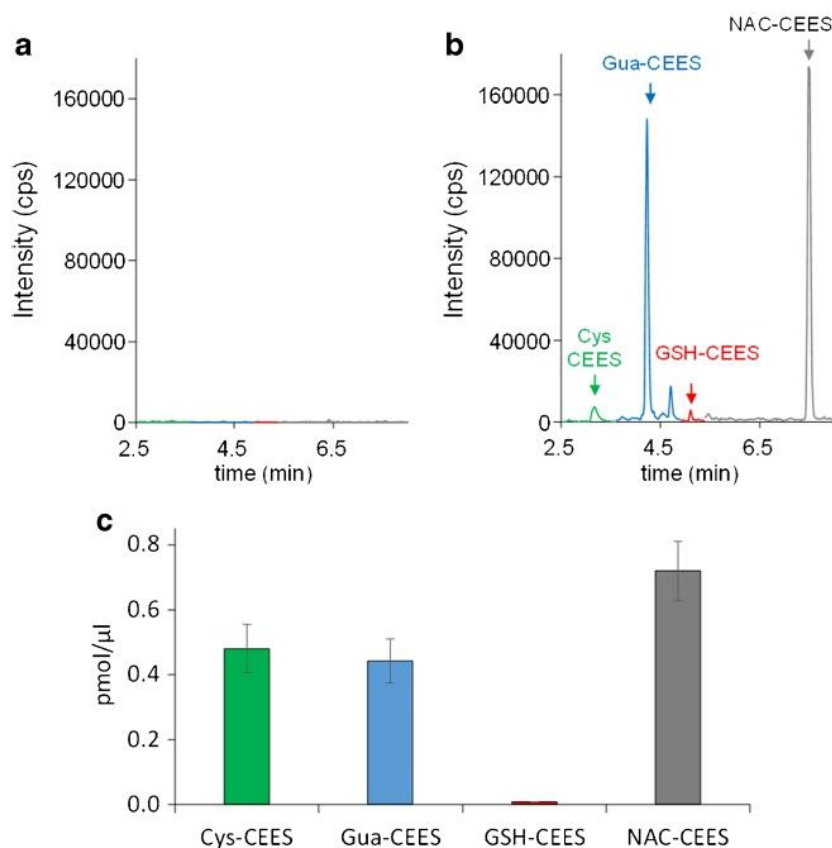 a
160000
120000
80000
40000
0
Intensity (cps)
2.5
4.5
6.5
time (min)
b
NAC-CEES
Gua-CEES
160000
120000
80000
40000
0
Intensity (cps)
Cys
CEES
GSH-CEES
2.5
4.5
6.5
time (min)
c
0.8
0.6
0.4
0.2
0.0
pmol/µl
Cys-CEES
Gua-CEES
GSH-CEES
NAC-CEES